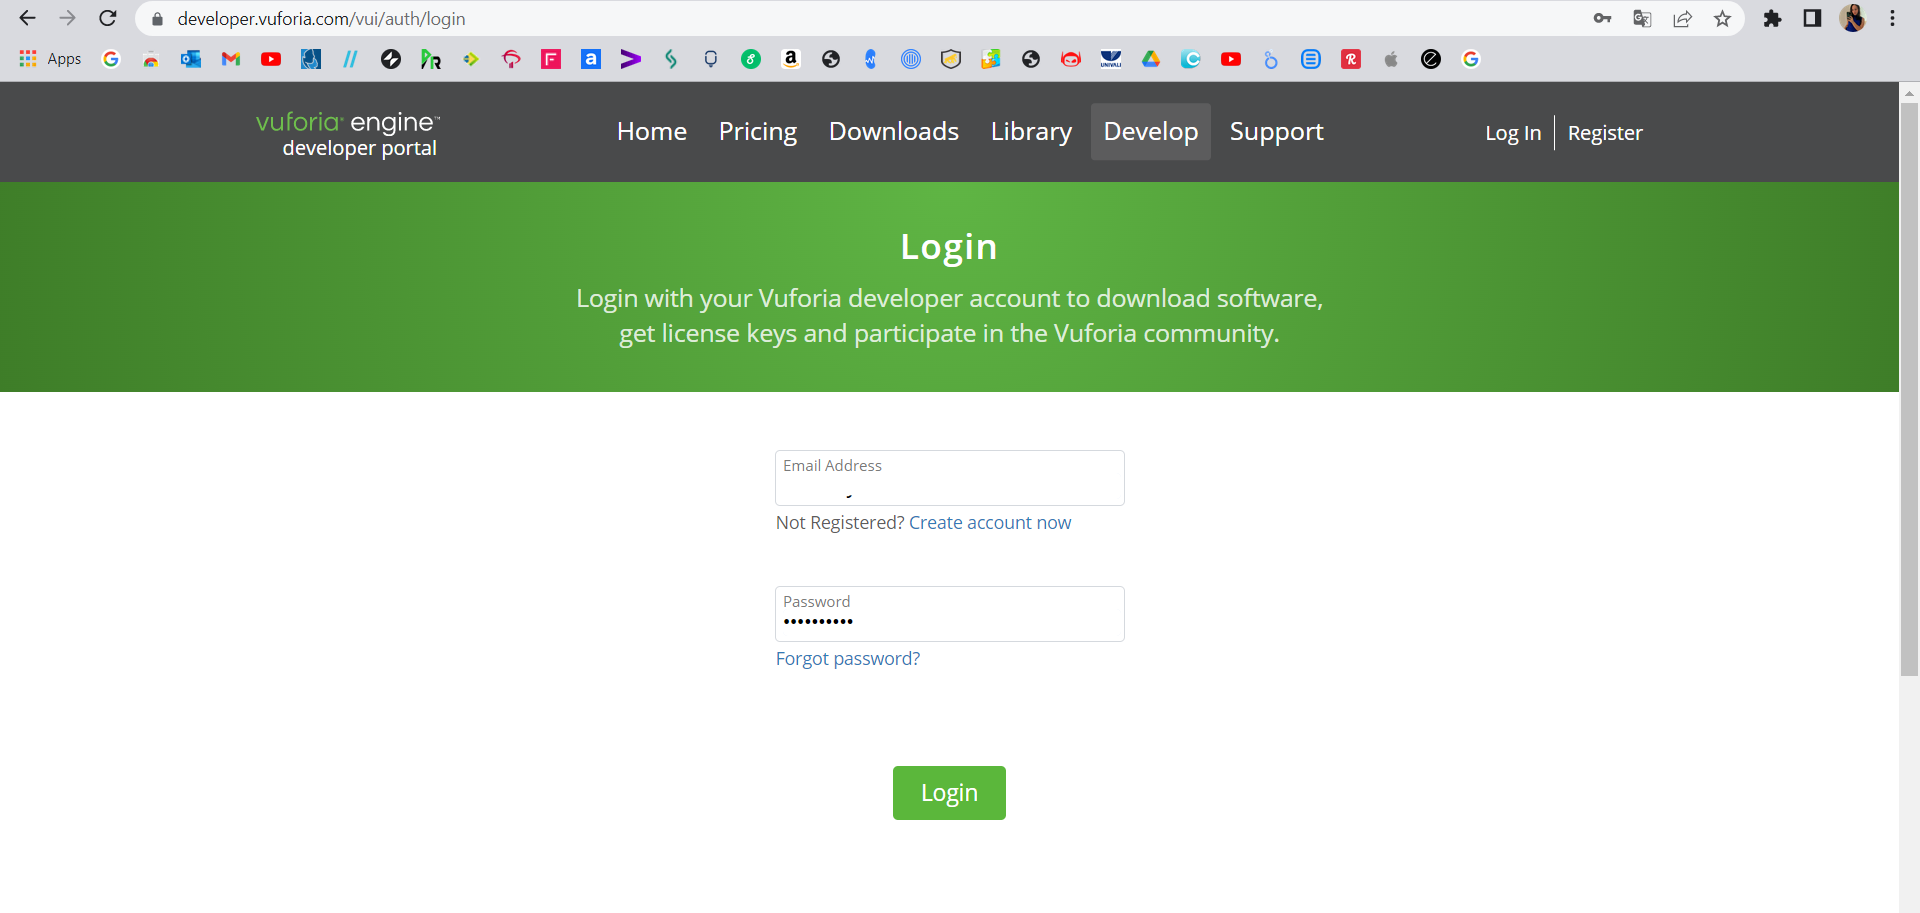 developer.vuforia.com/vui/auth/login
Apps
vuforia engine™
developer portal
Home Pricing Downloads Library Develop Support
Log In Register
Login
Login with your Vuforia developer account to download software,
get license keys and participate in the Vuforia community.
Email Address
Not Registered? Create account now
Password
••••••••••
Forgot password?
Login